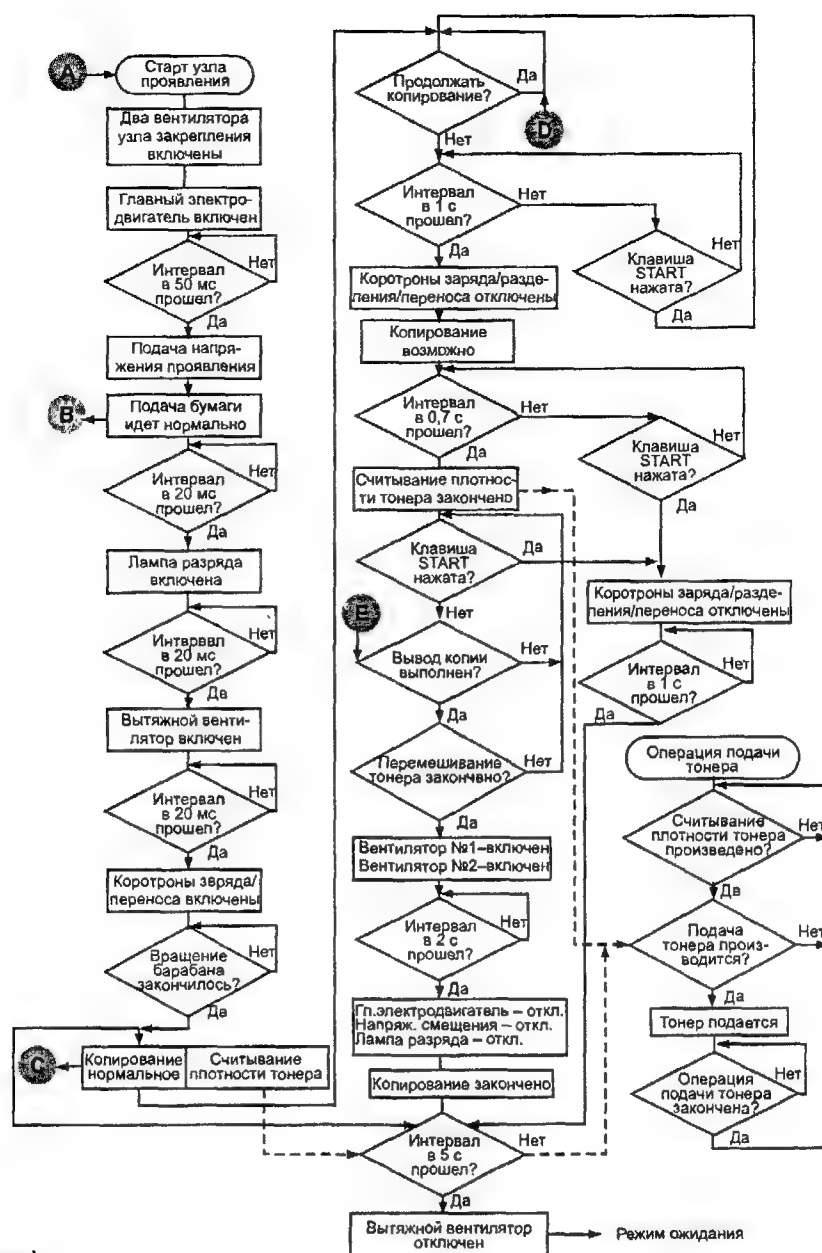 A
Старт узла
проявления
Два вентилятора
узла закрепления
включены
Главный электро-
двигатель включен
Интервал
в 50 мс
прошел?
Нет
Да
Подача напря-
жения проявления
B
Подача бумаги
идет нормально
Интервал
в 20 мс
прошел?
Нет
Да
Лампа разряда
включена
Интврввл
в 20 мс
прошел?
Нет
Дв
Вытяжной венти-
лятор включен
Интервал
в 20 мс
прошел?
Нет
Да
Коротроны звряда/
переноса включены
Вращение
барабана
закончилось?
Нет
Да
C
Копирование
нормальное
Считывание
плотности тонера
Продолжать
копирование?
Да
D
Нет
Интервал
в 1 с
прошел?
Нет
Да
Клавиша
START
нажата?
Нет
Да
Коротроны заряда/разде-
ления/переноса отключены
Копирование
возможно
Интервал
в 0,7 с
прошел?
Нет
Да
Клавиша
START
нажата?
Нет
Да
Считывание плотнос-
ти тонера закончено
Клавиша
START
нажата?
Да
Нет
Коротроны заряда/разде-
ления/переноса отключены
E
Вывод копии
выполнен?
Нет
Да
Интервал
в 1 с
прошел?
Нет
Да
Перемешивание
тонера закончвно?
Нет
Да
Вентилятор №1–включен
Вентилятор №2–включен
Интервал
в 2 с
прошел?
Нет
Да
Гл.электродвигатель – откл.
Напряж. смещения – откл.
Лампа разряда – откл.
Копирование закончено
Интервал
в 5 с
прошел?
Нет
Да
Вытяжной вентилятор
отключен
Режим ожидания
Операция подачи
тонера
Считывание
плотности тонера
произведено?
Нет
Дв
Подача
тонера произ-
водится?
Нет
Да
Тонер подается
Операция
подачи тонера
закончена?
Нет
Да